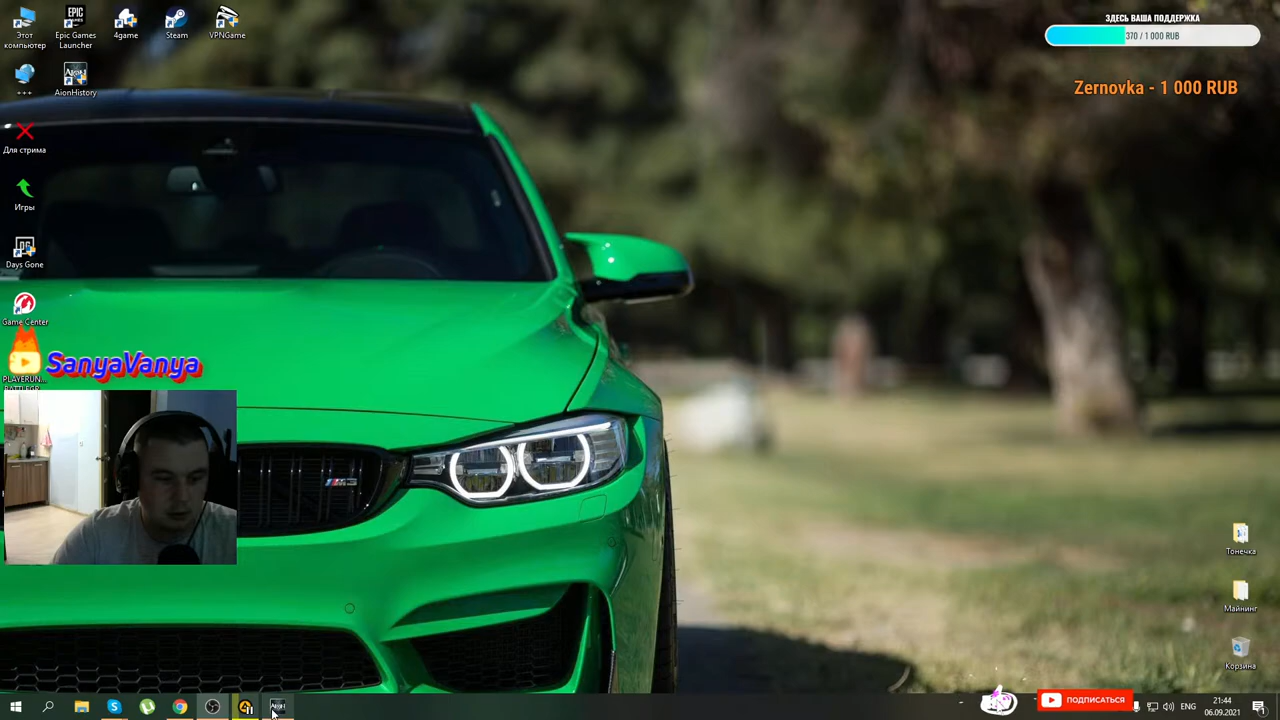 Этот
компьютер
Epic Games
Launcher
4game
Steam
VPNGame
+++
AionHistory
Для стрима
Игры
Days Gone
Game Center
PLAYERUN...
SanyaVanya
ЗДЕСЬ ВАША ПОДДЕРЖКА
370 / 1 000 RUB
Zernovka - 1 000 RUB
M3
Тонечка
Майнинг
Корзина
ПОДПИСАТЬСЯ
ENG
21:44
06.09.2021